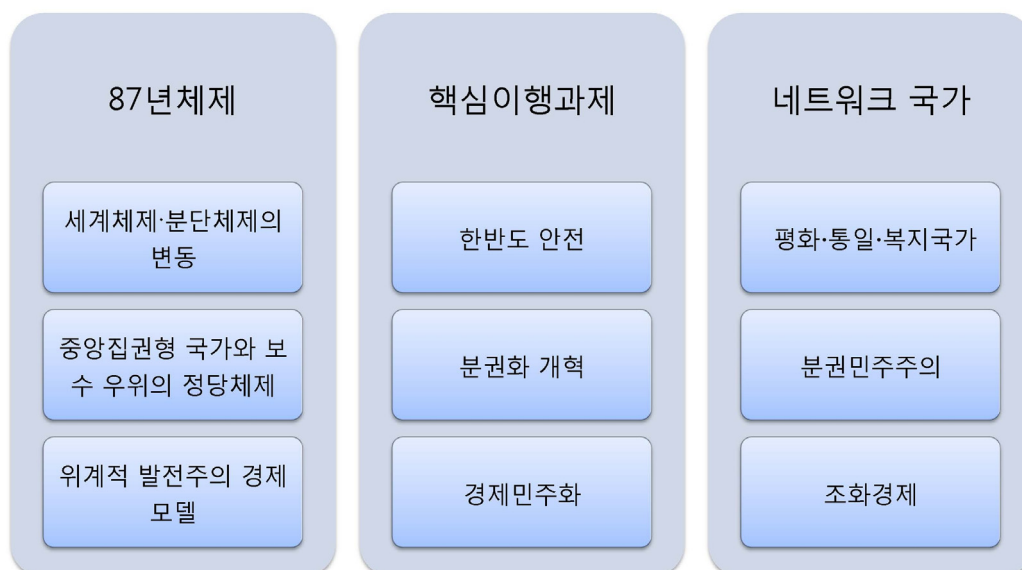 87년체제
세계체제·분단체제의
변동
중앙집권형 국가와 보
수 우위의 정당체제
위계적 발전주의 경제
모델
핵심이행과제
한반도 안전
분권화 개혁
경제민주화
네트워크 국가
평화·통일·복지국가
분권민주주의
조화경제